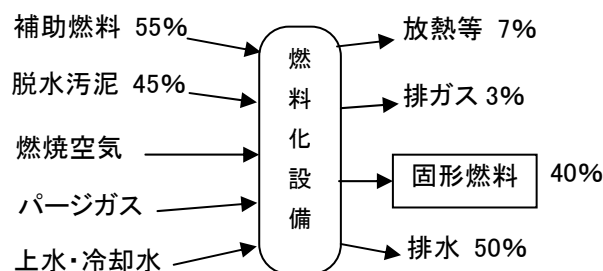 補助燃料 55%
脱水汚泥 45%
燃焼空気
パージガス
上水・冷却水
燃料化設備
放熱等 7%
排ガス 3%
固形燃料 40%
排水 50%